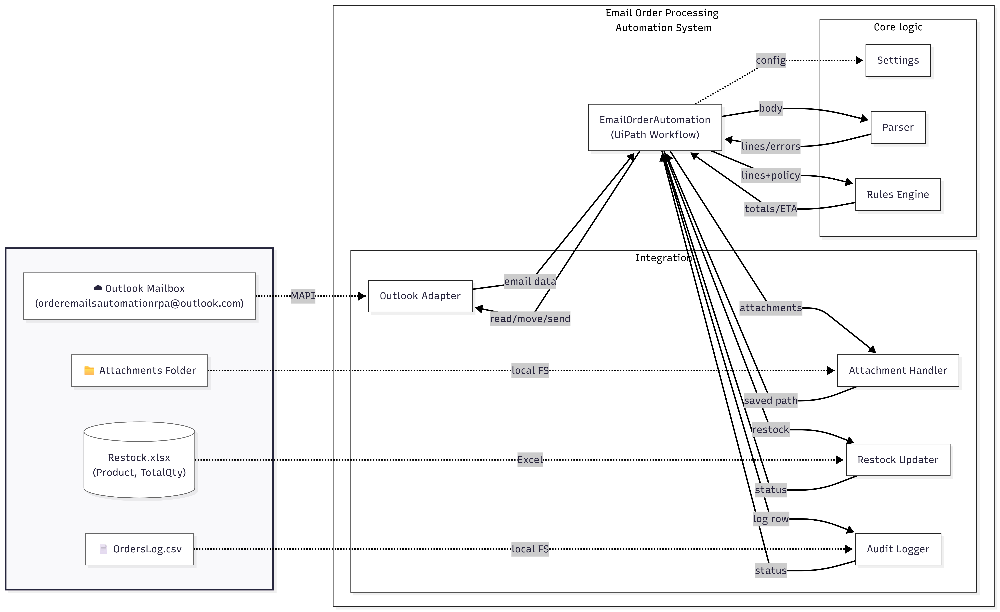 Email Order Processing
Automation System
Core logic
config
Settings
body
EmailOrderAutomation
(UiPath Workflow)
Parser
lines/errors
lines+policy
Rules Engine
totals/ETA
Integration
Outlook Mailbox
(orderemailsautomationrpa@outlook.com)
MAPI
Outlook Adapter
email data
read/move/send
attachments
Attachments Folder
local FS
Attachment Handler
saved path
restock
Restock.xlsx
(Product, TotalQty)
Excel
Restock Updater
status
log row
OrdersLog.csv
local FS
Audit Logger
status